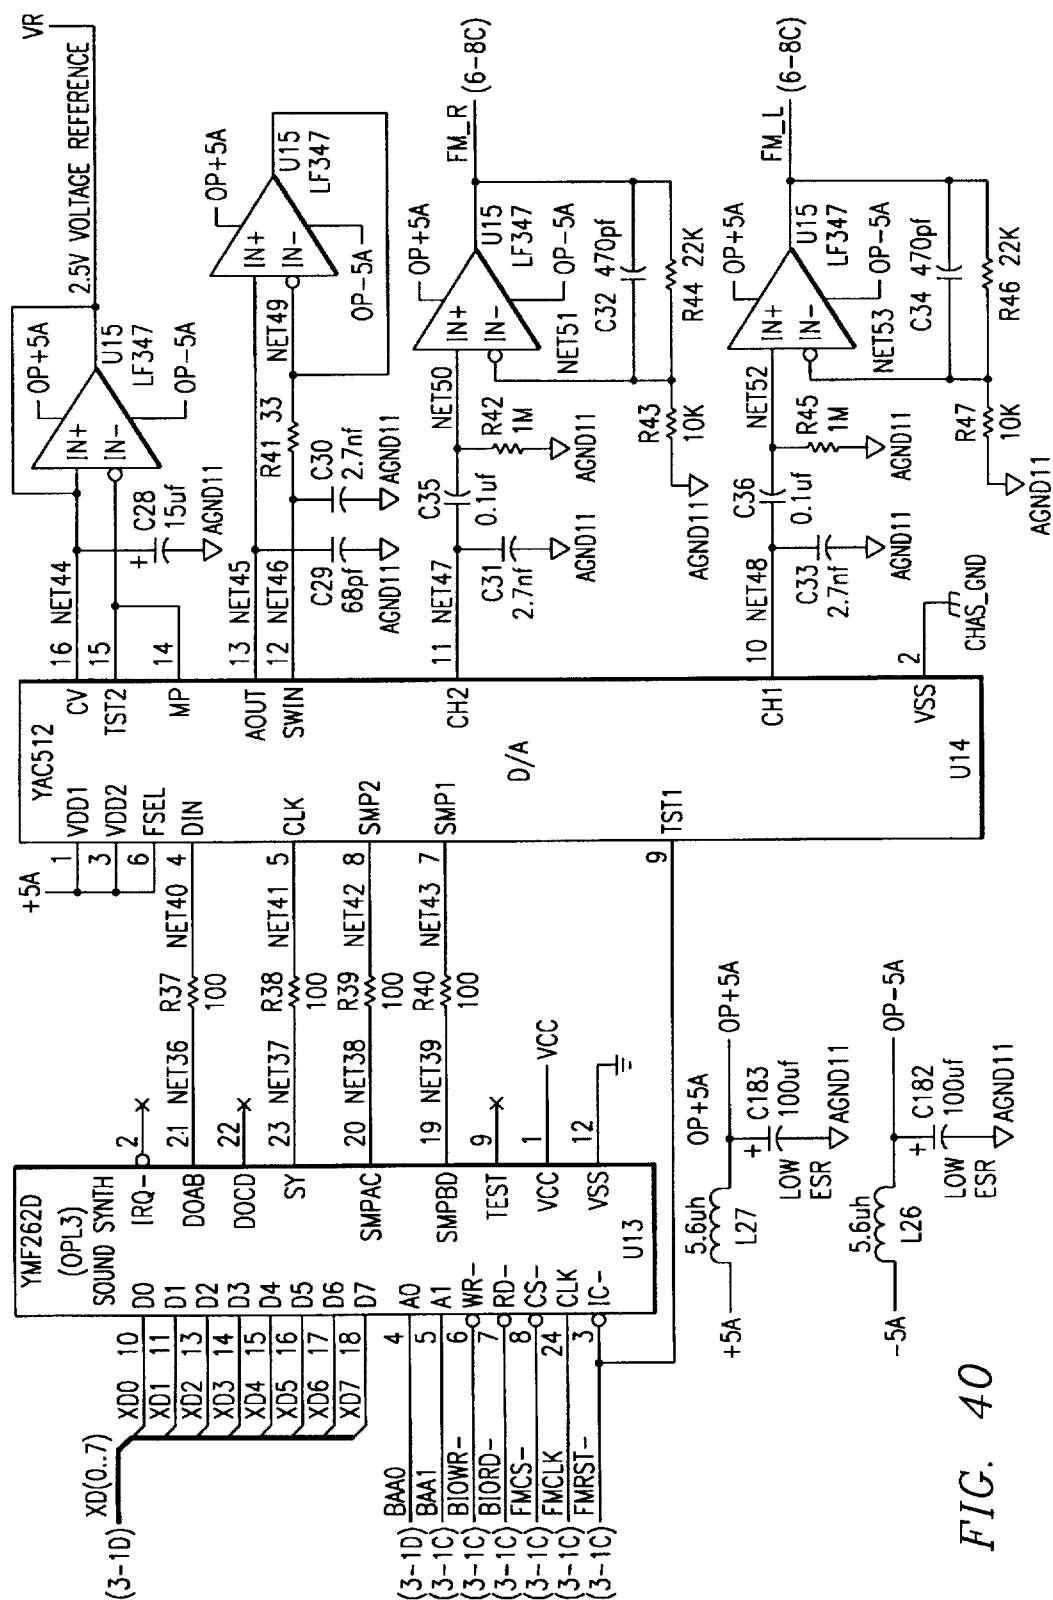 XD(0..7)
(3-1D)
XD0 10
XD1 11
XD2 13
XD3 14
XD4 15
XD5 16
XD6 17
XD7 18
(3-1D) BAA0 4
(3-1C) BAA1 5
(3-1C) BIOWR- 6
(3-1C) BIORD- 7
(3-1C) FMCS- 8
(3-1C) FMCLK 24
(3-1C) FMRST- 3
YMF262D
(OPL3)
SOUND SYNTH
D0
D1
D2
D3
D4
D5
D6
D7
A0
A1
WR-
RD-
CS-
CLK
IC-
IRQ-
DOAB
DOCD
SY
SMPAC
SMPBD
TEST
VCC
VSS
U13
2
21 NET36
22
23 NET37
20 NET38
19 NET39
9
1 VCC
12
R37
100
R38
100
R39
100
R40
100
+5A
1
3
6
NET40 4
NET41 5
NET42 8
NET43 7
9
YAC512
VDD1
VDD2
FSEL
DIN
CLK
SMP2
SMP1
TST1
D/A
CV
TST2
MP
AOUT
SWIN
CH2
CH1
VSS
U14
16 NET44
15
14
13 NET45
12 NET46
11 NET47
10 NET48
2
CHAS_GND
+ C28
15uf
AGND11
IN+
IN-
OP+5A
U15
LF347
OP-5A
2.5V VOLTAGE REFERENCE
VR
C29
68pf
AGND11
C30
2.7nf
AGND11
R41 33
NET49
IN+
IN-
OP+5A
U15
LF347
OP-5A
C31
2.7nf
AGND11
C35
0.1uf
NET50
R42
1M
AGND11
IN+
IN-
OP+5A
U15
LF347
OP-5A
NET51
C32 470pf
R43
10K
AGND11
R44 22K
FM_R
(6-8C)
C33
2.7nf
AGND11
C36
0.1uf
NET52
R45
1M
AGND11
IN+
IN-
OP+5A
U15
LF347
OP-5A
NET53
C34 470pf
R47
10K
AGND11
R46 22K
FM_L
(6-8C)
+5A
5.6uh
L27
OP+5A
OP+5A
+ C183
100uf
LOW
ESR
AGND11
-5A
5.6uh
L26
OP-5A
+ C182
100uf
LOW
ESR
AGND11
FIG. 40